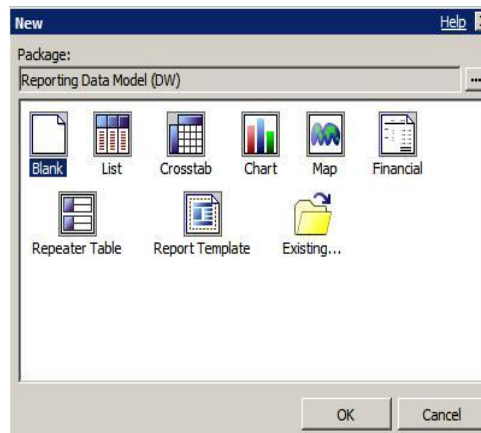 New Help
Package:
Reporting Data Model (DW)
...
Blank List Crosstab Chart Map Financial
Repeater Table Report Template Existing...
OK Cancel